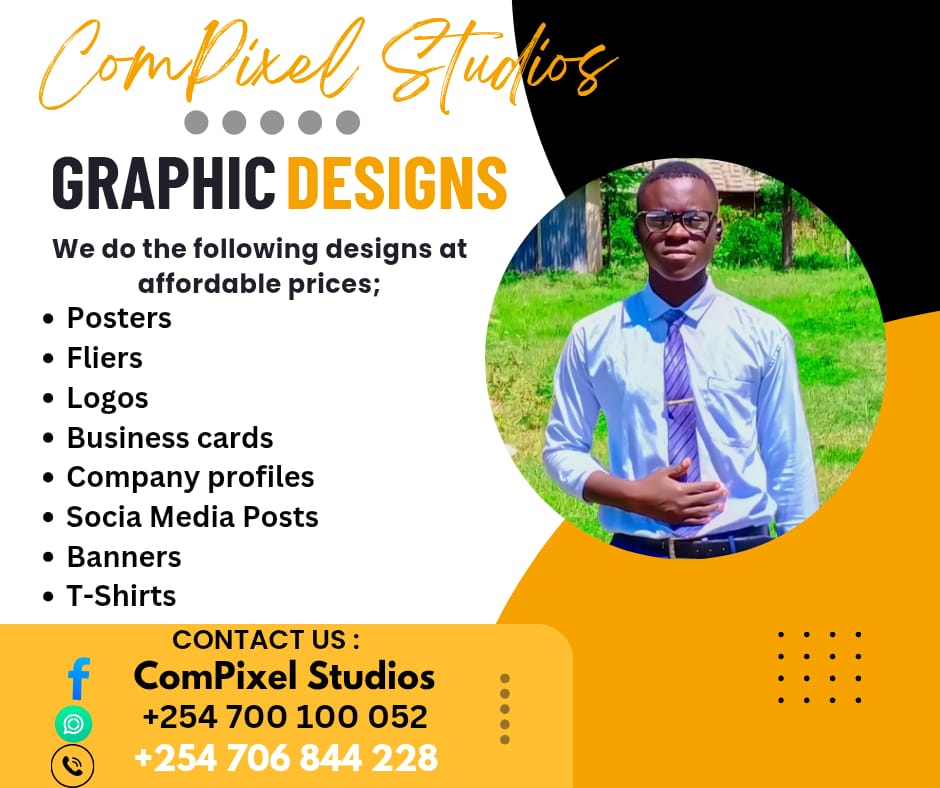 ComPixel Studios
GRAPHIC DESIGNS
We do the following designs at
affordable prices;
• Posters
• Fliers
• Logos
• Business cards
• Company profiles
• Socia Media Posts
• Banners
• T-Shirts
CONTACT US :
ComPixel Studios
+254 700 100 052
+254 706 844 228